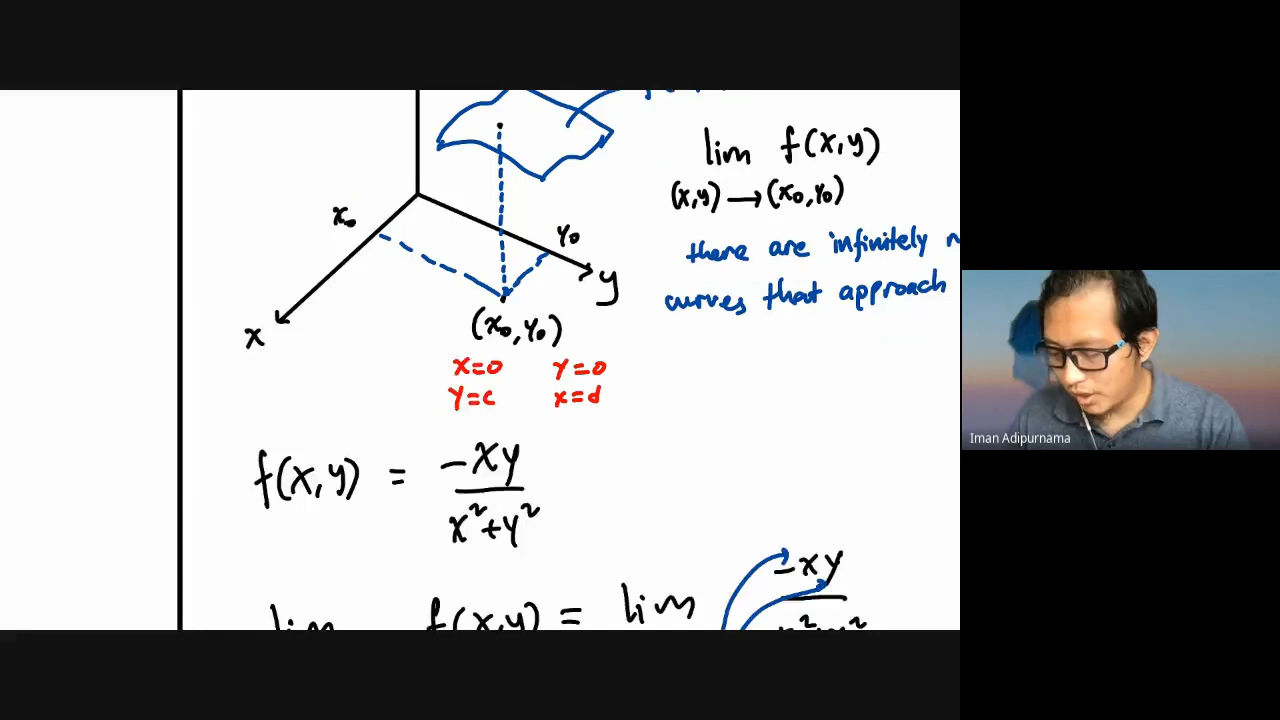 lim f(x,y)
(x,y) → (x₀,y₀)
there are infinitely
curves that approach
x₀
y₀
y
x
(x₀,y₀)
x=0 y=0
y=c x=d
f(x,y) = -xy / x²+y²
lim f(x,y) = lim -xy
Iman Adipurnama